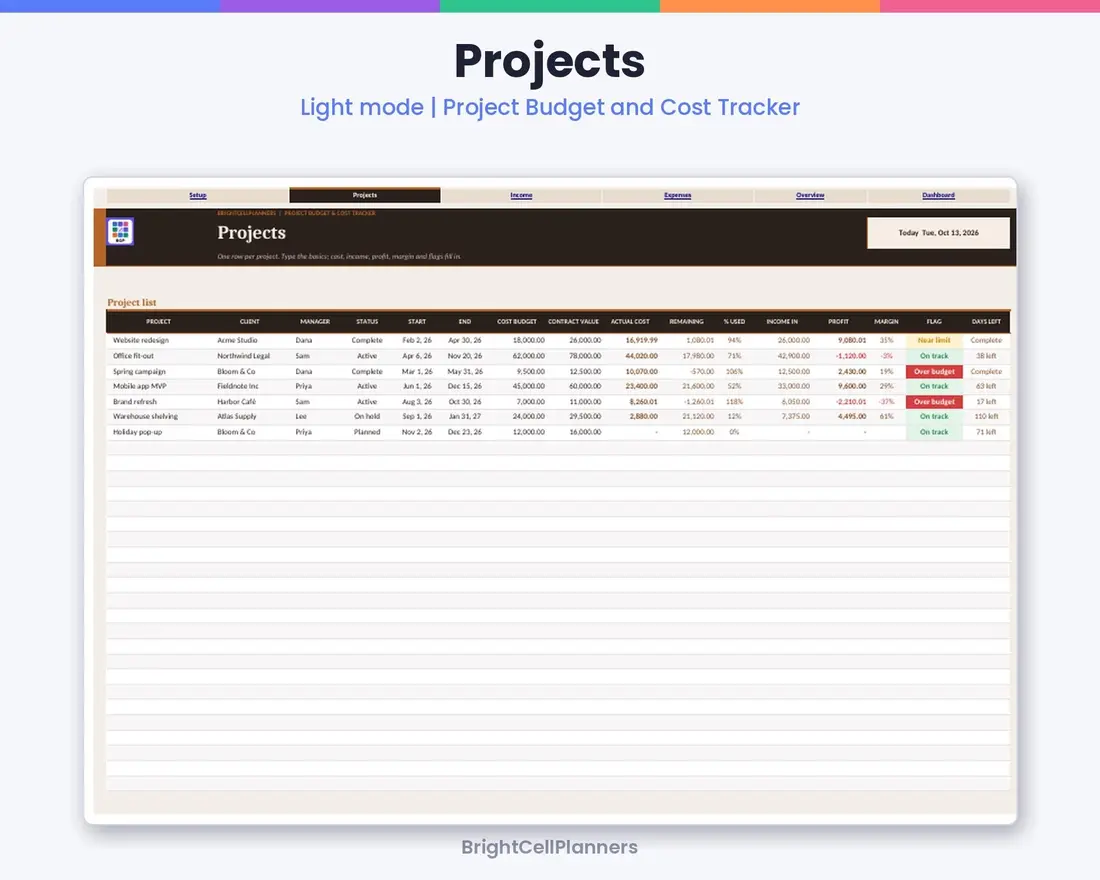 Projects
Light mode | Project Budget and Cost Tracker
Setup Projects Income Expenses Overview Dashboard
BRIGHTCELLPLANNERS | PROJECT BUDGET & COST TRACKER
Projects
Today Tue, Oct 13, 2026
One row per project. Type the basics; cost, income, profit, margin and flags fill in.
BCP
Project list
PROJECT CLIENT MANAGER STATUS START END COST BUDGET CONTRACT VALUE ACTUAL COST REMAINING % USED INCOME IN PROFIT MARGIN FLAG DAYS LEFT
Website redesign Acme Studio Dana Complete Feb 2, 26 Apr 30, 26 18,000.00 26,000.00 16,919.99 1,080.01 94% 26,000.00 9,080.01 35% Near limit Complete
Office fit-out Northwind Legal Sam Active Apr 6, 26 Nov 20, 26 62,000.00 78,000.00 44,020.00 17,980.00 71% 42,900.00 -1,120.00 -3% On track 38 left
Spring campaign Bloom & Co Dana Complete Mar 1, 26 May 31, 26 9,500.00 12,500.00 10,070.00 -570.00 106% 12,500.00 2,430.00 19% Over budget Complete
Mobile app MVP Fieldnote Inc Priya Active Jun 1, 26 Dec 15, 26 45,000.00 60,000.00 23,400.00 21,600.00 52% 33,000.00 9,600.00 29% On track 63 left
Brand refresh Harbor Café Sam Active Aug 3, 26 Oct 30, 26 7,000.00 11,000.00 8,260.01 -1,260.01 118% 6,050.00 -2,210.01 -37% Over budget 17 left
Warehouse shelving Atlas Supply Lee On hold Sep 1, 26 Jan 31, 27 24,000.00 29,500.00 2,880.00 21,120.00 12% 7,375.00 4,495.00 61% On track 110 left
Holiday pop-up Bloom & Co Priya Planned Nov 2, 26 Dec 23, 26 12,000.00 16,000.00 - 12,000.00 0% - - On track 71 left
BrightCellPlanners